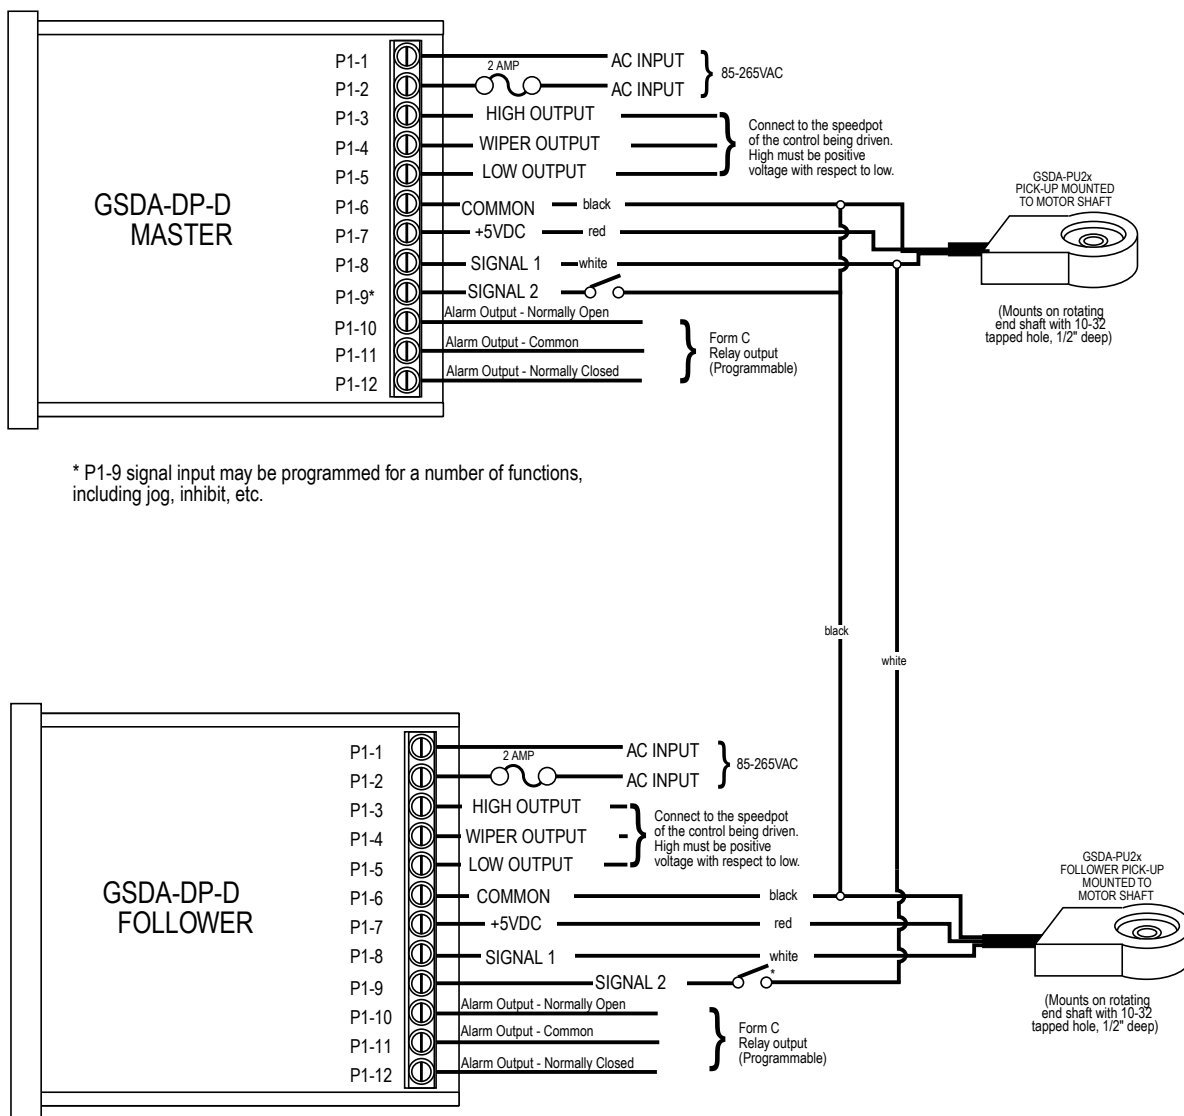 P1-1
P1-2
P1-3
P1-4
P1-5
P1-6
P1-7
P1-8
P1-9*
P1-10
P1-11
P1-12
GSDA-DP-D
MASTER
2 AMP
AC INPUT
AC INPUT
85-265VAC
HIGH OUTPUT
WIPER OUTPUT
LOW OUTPUT
Connect to the speedpot
of the control being driven.
High must be positive
voltage with respect to low.
COMMON
black
+5VDC
red
SIGNAL 1
white
SIGNAL 2
Alarm Output - Normally Open
Alarm Output - Common
Alarm Output - Normally Closed
Form C
Relay output
(Programmable)
GSDA-PU2x
PICK-UP MOUNTED
TO MOTOR SHAFT
(Mounts on rotating
end shaft with 10-32
tapped hole, 1/2" deep)
* P1-9 signal input may be programmed for a number of functions,
including jog, inhibit, etc.
black
white
P1-1
P1-2
P1-3
P1-4
P1-5
P1-6
P1-7
P1-8
P1-9
P1-10
P1-11
P1-12
GSDA-DP-D
FOLLOWER
2 AMP
AC INPUT
AC INPUT
85-265VAC
HIGH OUTPUT
WIPER OUTPUT
LOW OUTPUT
Connect to the speedpot
of the control being driven.
High must be positive
voltage with respect to low.
COMMON
black
+5VDC
red
SIGNAL 1
white
SIGNAL 2
*
Alarm Output - Normally Open
Alarm Output - Common
Alarm Output - Normally Closed
Form C
Relay output
(Programmable)
GSDA-PU2x
FOLLOWER PICK-UP
MOUNTED TO
MOTOR SHAFT
(Mounts on rotating
end shaft with 10-32
tapped hole, 1/2" deep)